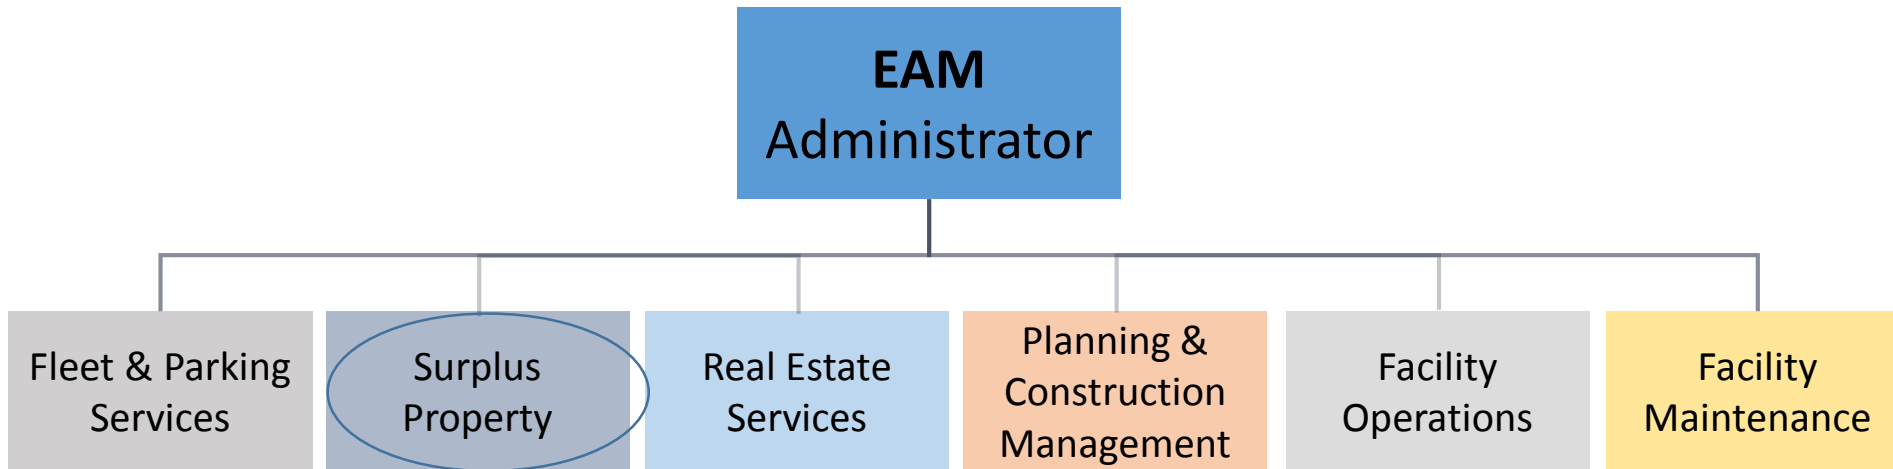 EAM
Administrator
Fleet & Parking
Services
Surplus
Property
Real Estate
Services
Planning &
Construction
Management
Facility
Operations
Facility
Maintenance